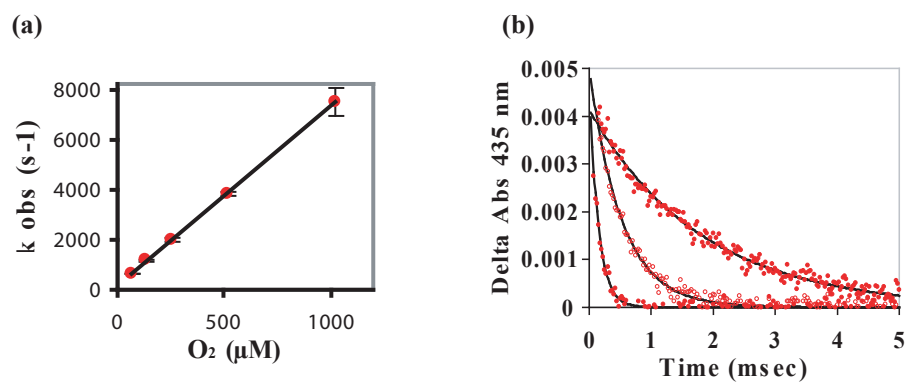 (a)
8000
6000
4000
2000
0
k obs (s-1)
0 500 1000
O₂ (μM)
(b)
0.005
0.004
0.003
0.002
0.001
0
Delta Abs 435 nm
0 1 2 3 4 5
Time (msec)